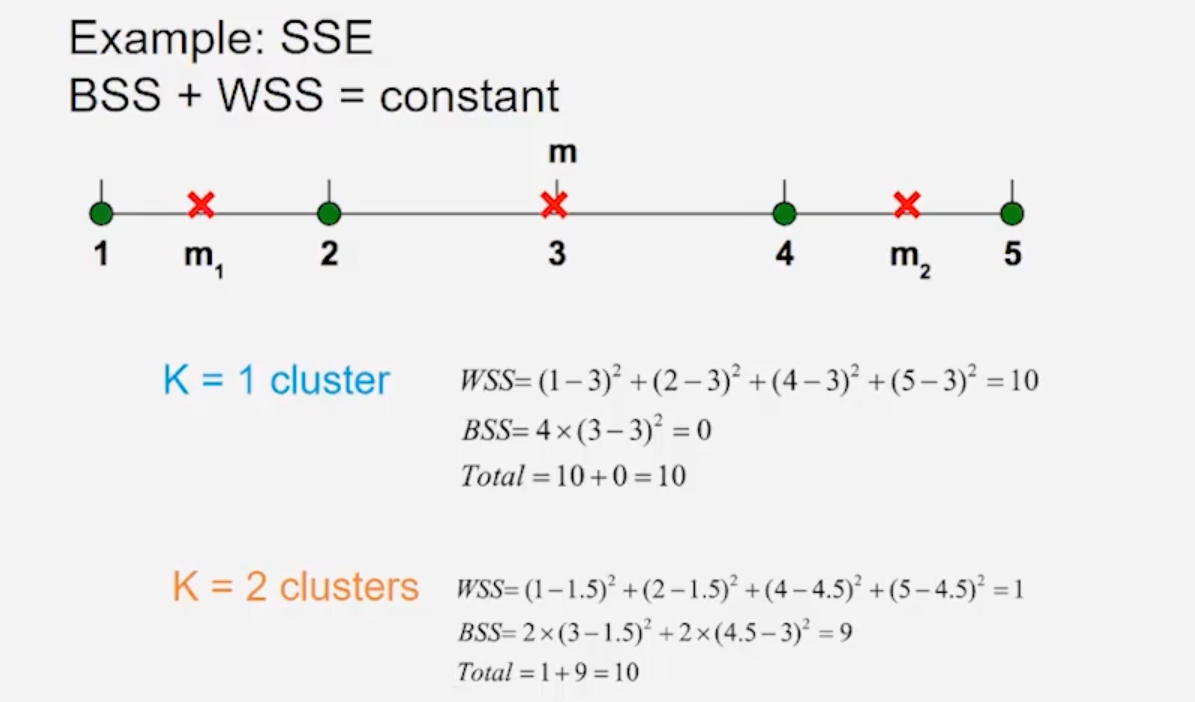 Example: SSE
BSS + WSS = constant
m
1 m₁ 2 3 4 m₂ 5
K = 1 cluster
WSS= (1−3)² +(2−3)² +(4−3)² +(5−3)² =10
BSS= 4×(3−3)² =0
Total =10+0=10
K = 2 clusters
WSS= (1−1.5)² +(2−1.5)² +(4−4.5)² +(5−4.5)² =1
BSS= 2×(3−1.5)² +2×(4.5−3)² =9
Total =1+9=10